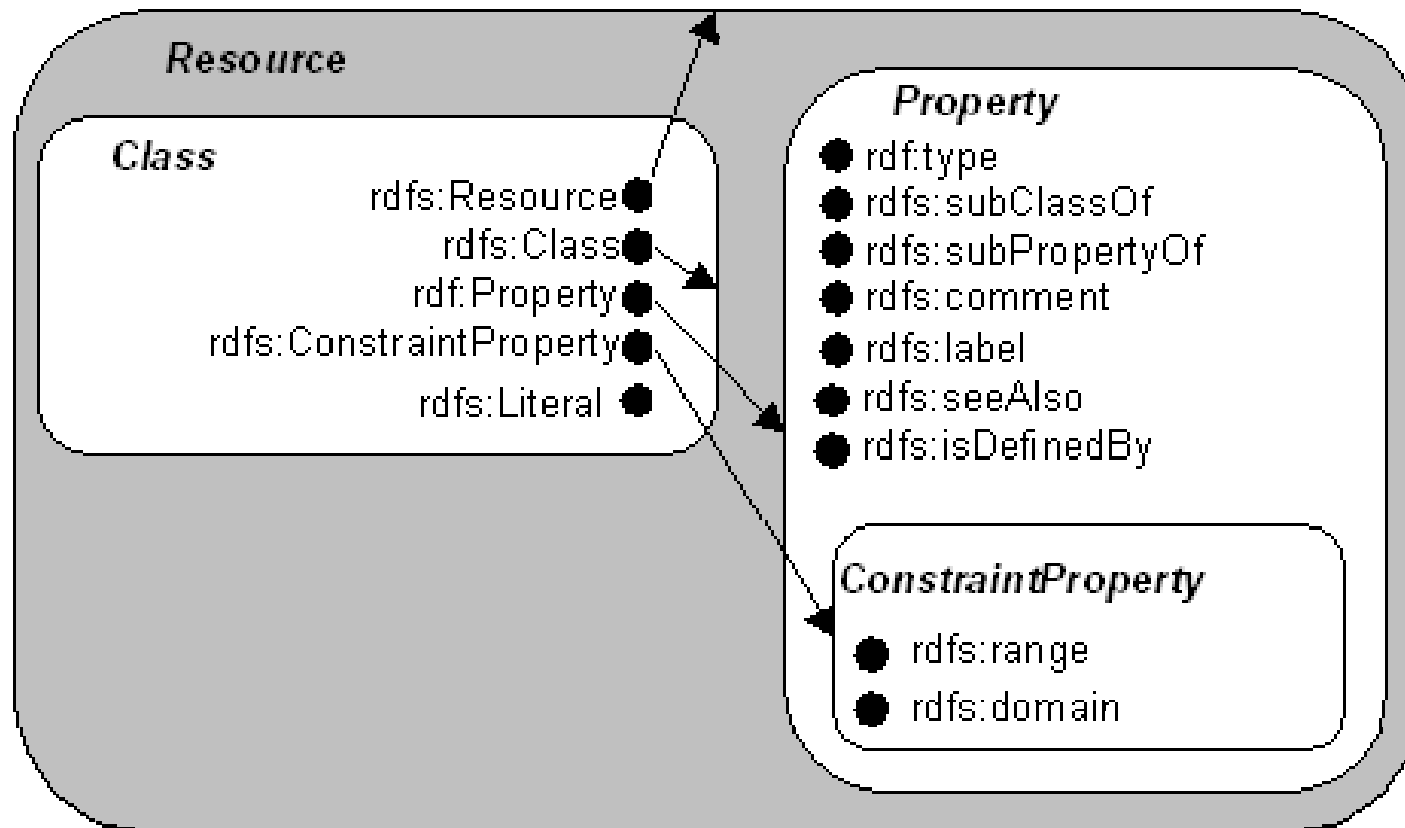 Resource
Class
rdfs:Resource
rdfs:Class
rdf:Property
rdfs:ConstraintProperty
rdfs:Literal
Property
rdf:type
rdfs:subClassOf
rdfs:subPropertyOf
rdfs:comment
rdfs:label
rdfs:seeAlso
rdfs:isDefinedBy
ConstraintProperty
rdfs:range
rdfs:domain